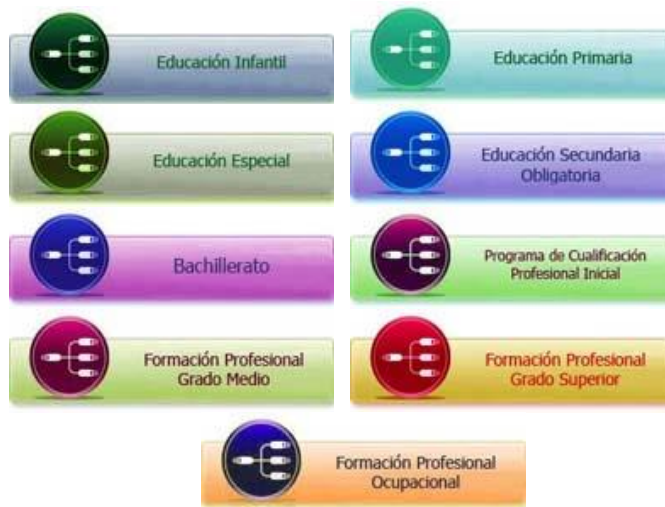 Educación Infantil
Educación Primaria
Educación Especial
Educación Secundaria
Obligatoria
Bachillerato
Programa de Cualificación
Profesional Inicial
Formación Profesional
Grado Medio
Formación Profesional
Grado Superior
Formación Profesional
Ocupacional